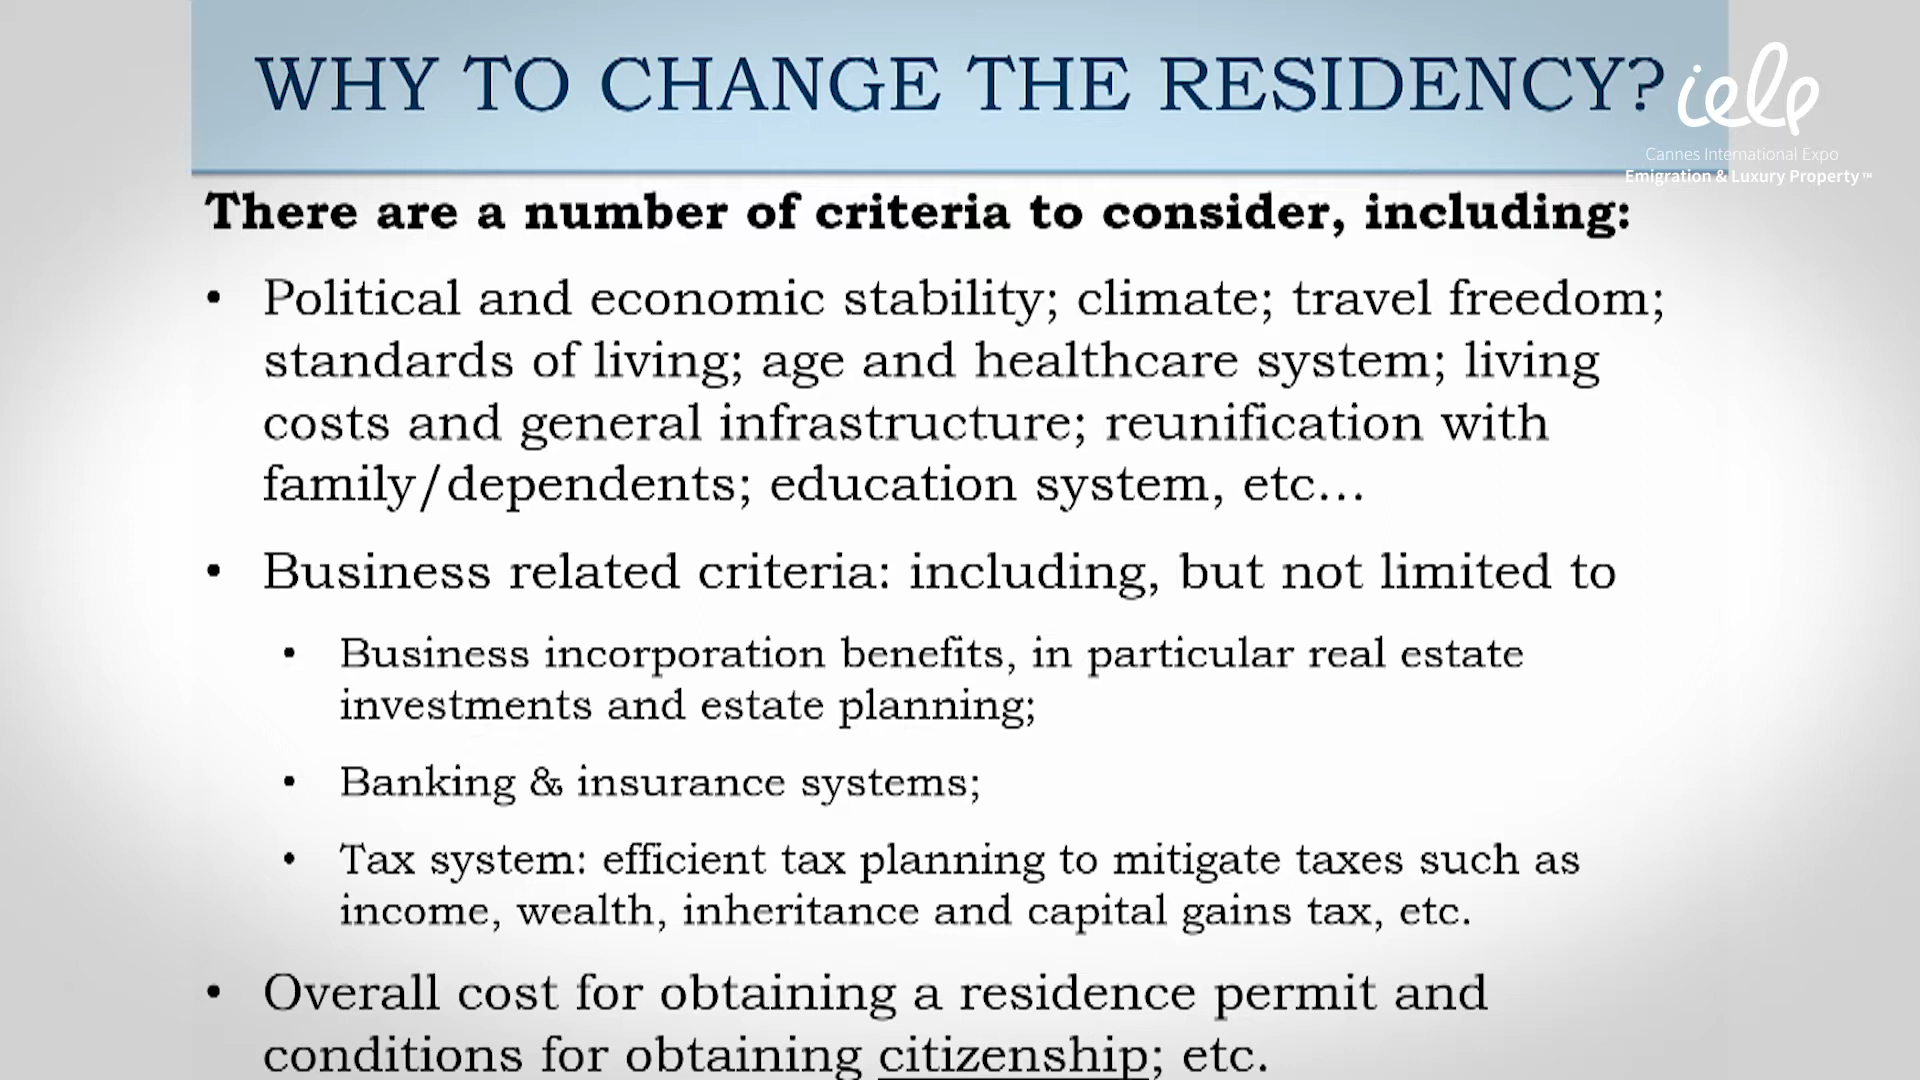 WHY TO CHANGE THE RESIDENCY?
ielp
Cannes International Expo
Emigration & Luxury Property™
There are a number of criteria to consider, including:
• Political and economic stability; climate; travel freedom;
standards of living; age and healthcare system; living
costs and general infrastructure; reunification with
family/dependents; education system, etc…
• Business related criteria: including, but not limited to
• Business incorporation benefits, in particular real estate
investments and estate planning;
• Banking & insurance systems;
• Tax system: efficient tax planning to mitigate taxes such as
income, wealth, inheritance and capital gains tax, etc.
• Overall cost for obtaining a residence permit and
conditions for obtaining citizenship; etc.